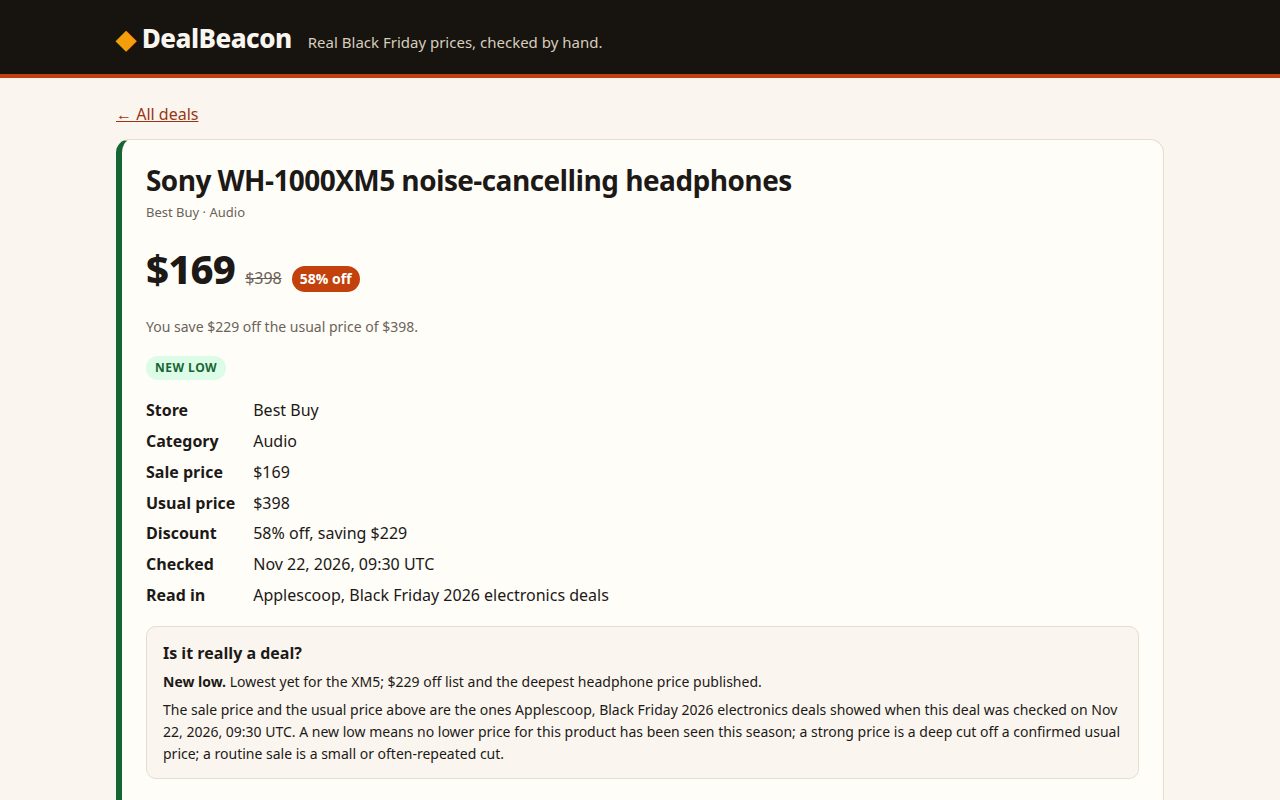 ◆ DealBeacon Real Black Friday prices, checked by hand.
← All deals
Sony WH-1000XM5 noise-cancelling headphones
Best Buy · Audio
$169 $398 58% off
You save $229 off the usual price of $398.
NEW LOW
Store Best Buy
Category Audio
Sale price $169
Usual price $398
Discount 58% off, saving $229
Checked Nov 22, 2026, 09:30 UTC
Read in Applescoop, Black Friday 2026 electronics deals
Is it really a deal?
New low. Lowest yet for the XM5; $229 off list and the deepest headphone price published.
The sale price and the usual price above are the ones Applescoop, Black Friday 2026 electronics deals showed when this deal was checked on Nov
22, 2026, 09:30 UTC. A new low means no lower price for this product has been seen this season; a strong price is a deep cut off a confirmed usual
price; a routine sale is a small or often-repeated cut.